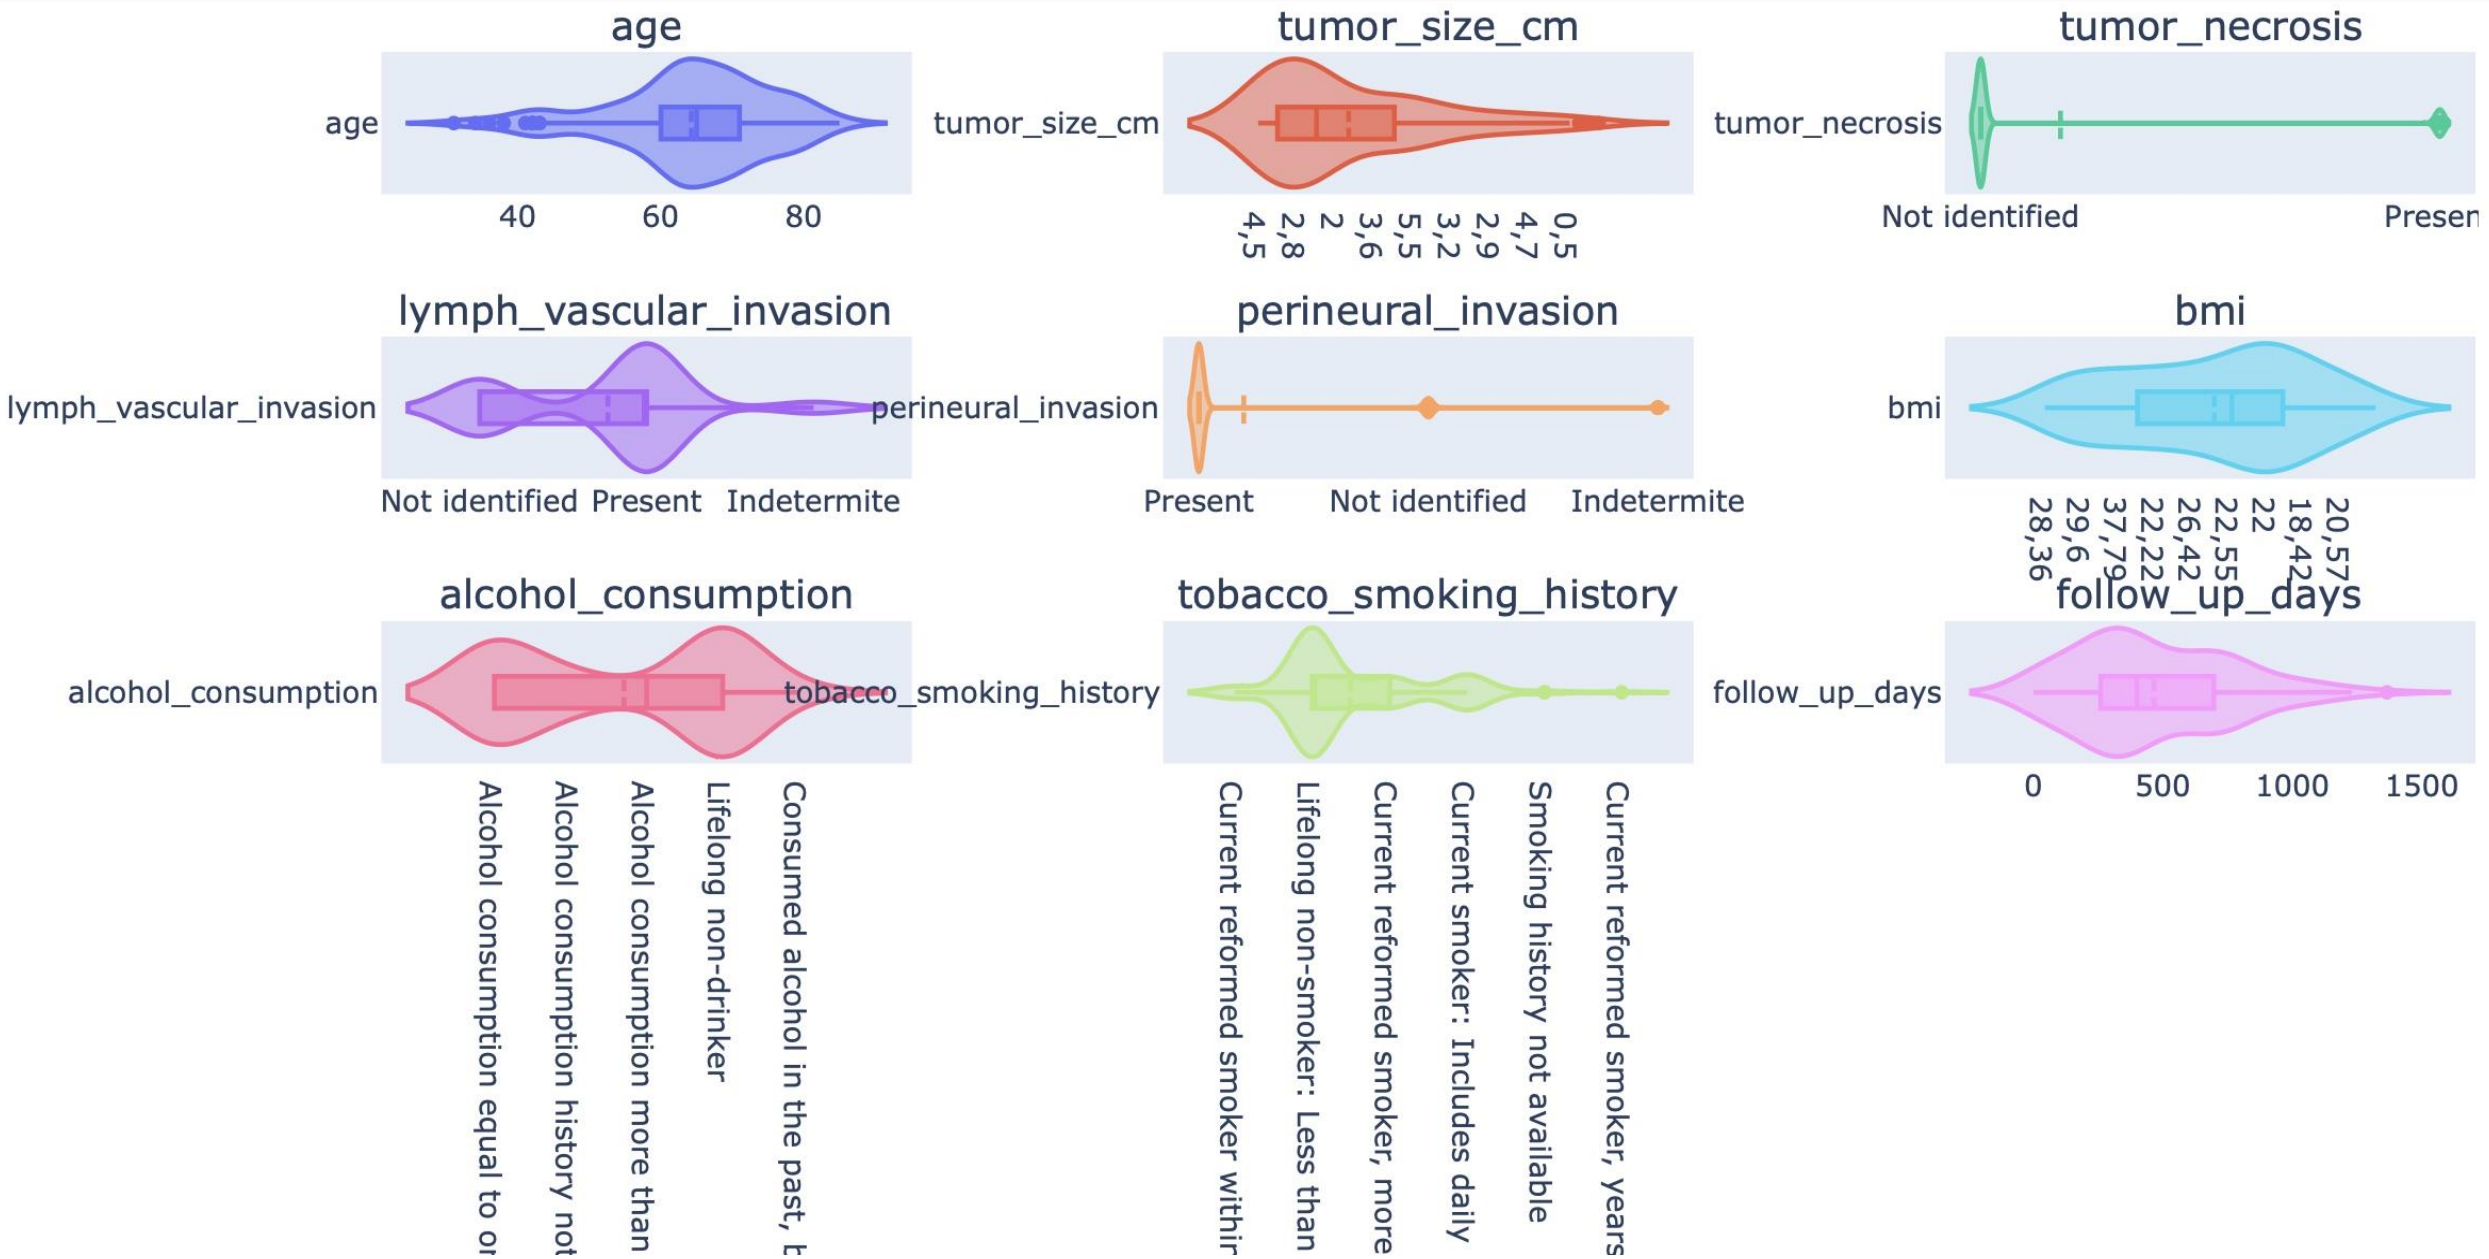 age
tumor_size_cm
tumor_necrosis
age
40 60 80
tumor_size_cm
4,5
2,8
2
3,6
5,5
3,2
2,9
4,7
0,5
tumor_necrosis
Not identified
Presen
lymph_vascular_invasion
perineural_invasion
bmi
lymph_vascular_invasion
Not identified Present Indetermite
perineural_invasion
Present Not identified Indetermite
bmi
28,36
29,6
37,79
22,22
26,42
22,55
22
18,42
20,57
alcohol_consumption
tobacco_smoking_history
follow_up_days
alcohol_consumption
Alcohol consumption equal to or
Alcohol consumption history not
Alcohol consumption more than
Lifelong non-drinker
Consumed alcohol in the past, b
tobacco_smoking_history
Current reformed smoker within
Lifelong non-smoker: Less than
Current reformed smoker, more
Current smoker: Includes daily
Smoking history not available
Current reformed smoker, years
follow_up_days
0 500 1000 1500